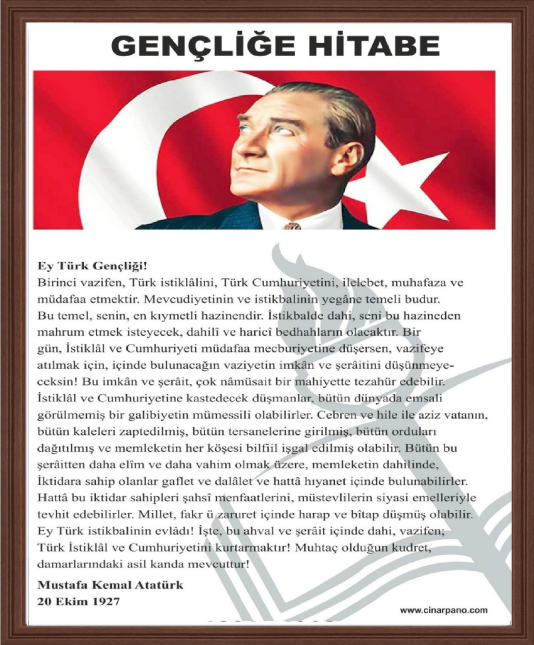 GENÇLİĞE HİTABE
Ey Türk Gençliği!
Birinci vazifen, Türk istiklâlini, Türk Cumhuriyetini, ilelebet, muhafaza ve
müdafaa etmektir. Mevcudiyetinin ve istikbalinin yegâne temeli budur.
Bu temel, senin, en kıymetli hazinendir. İstikbalde dahi, seni bu hazineden
mahrum etmek isteyecek, dahilî ve haricî bedhahların olacaktır. Bir
gün, İstiklâl ve Cumhuriyeti müdafaa mecburiyetine düşersen, vazifeye
atılmak için, içinde bulunacağın vaziyetin imkân ve şerâitini düşünmeye-
ceksin! Bu imkân ve şerâit, çok nâmüsait bir mahiyette tezahür edebilir.
İstiklâl ve Cumhuriyetine kastedecek düşmanlar, bütün dünyada emsali
görülmemiş bir galibiyetin mümessili olabilirler. Cebren ve hile ile aziz vatanın,
bütün kaleleri zaptedilmiş, bütün tersanelerine girilmiş, bütün orduları
dağıtılmış ve memleketin her köşesi bilfiil işgal edilmiş olabilir. Bütün bu
şerâitten daha elîm ve daha vahim olmak üzere, memleketin dahilinde,
İktidara sahip olanlar gaflet ve dalâlet ve hattâ hıyanet içinde bulunabilirler.
Hattâ bu iktidar sahipleri şahsî menfaatlerini, müstevlilerin siyasi emelleriyle
tevhit edebilirler. Millet, fakr ü zaruret içinde harap ve bîtap düşmüş olabilir.
Ey Türk istikbalinin evlâdı! İşte, bu ahval ve şerâit içinde dahi, vazifen;
Türk İstiklâl ve Cumhuriyetini kurtarmaktır! Muhtaç olduğun kudret,
damarlarındaki asil kanda mevcuttur!
Mustafa Kemal Atatürk
20 Ekim 1927
www.cinarpano.com